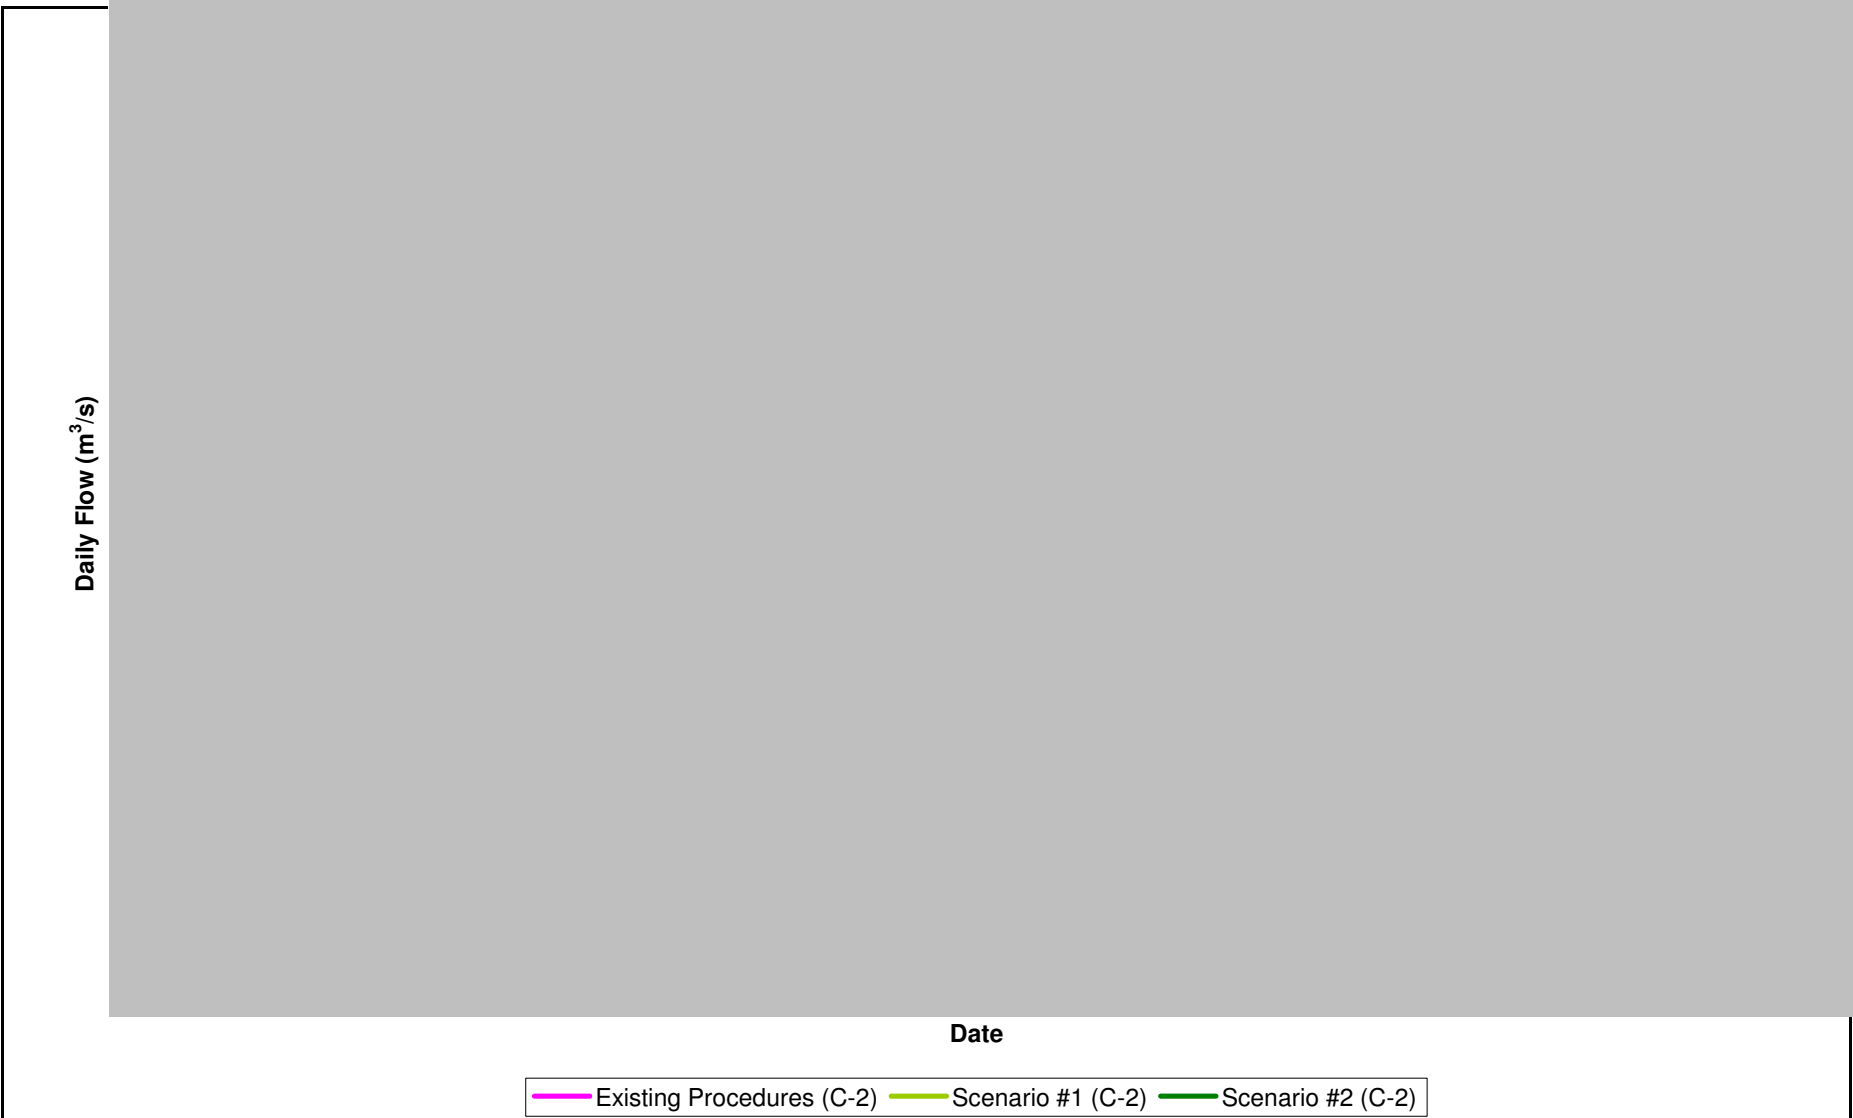 Daily Flow (m³/s)
Date
Existing Procedures (C-2) Scenario #1 (C-2) Scenario #2 (C-2)